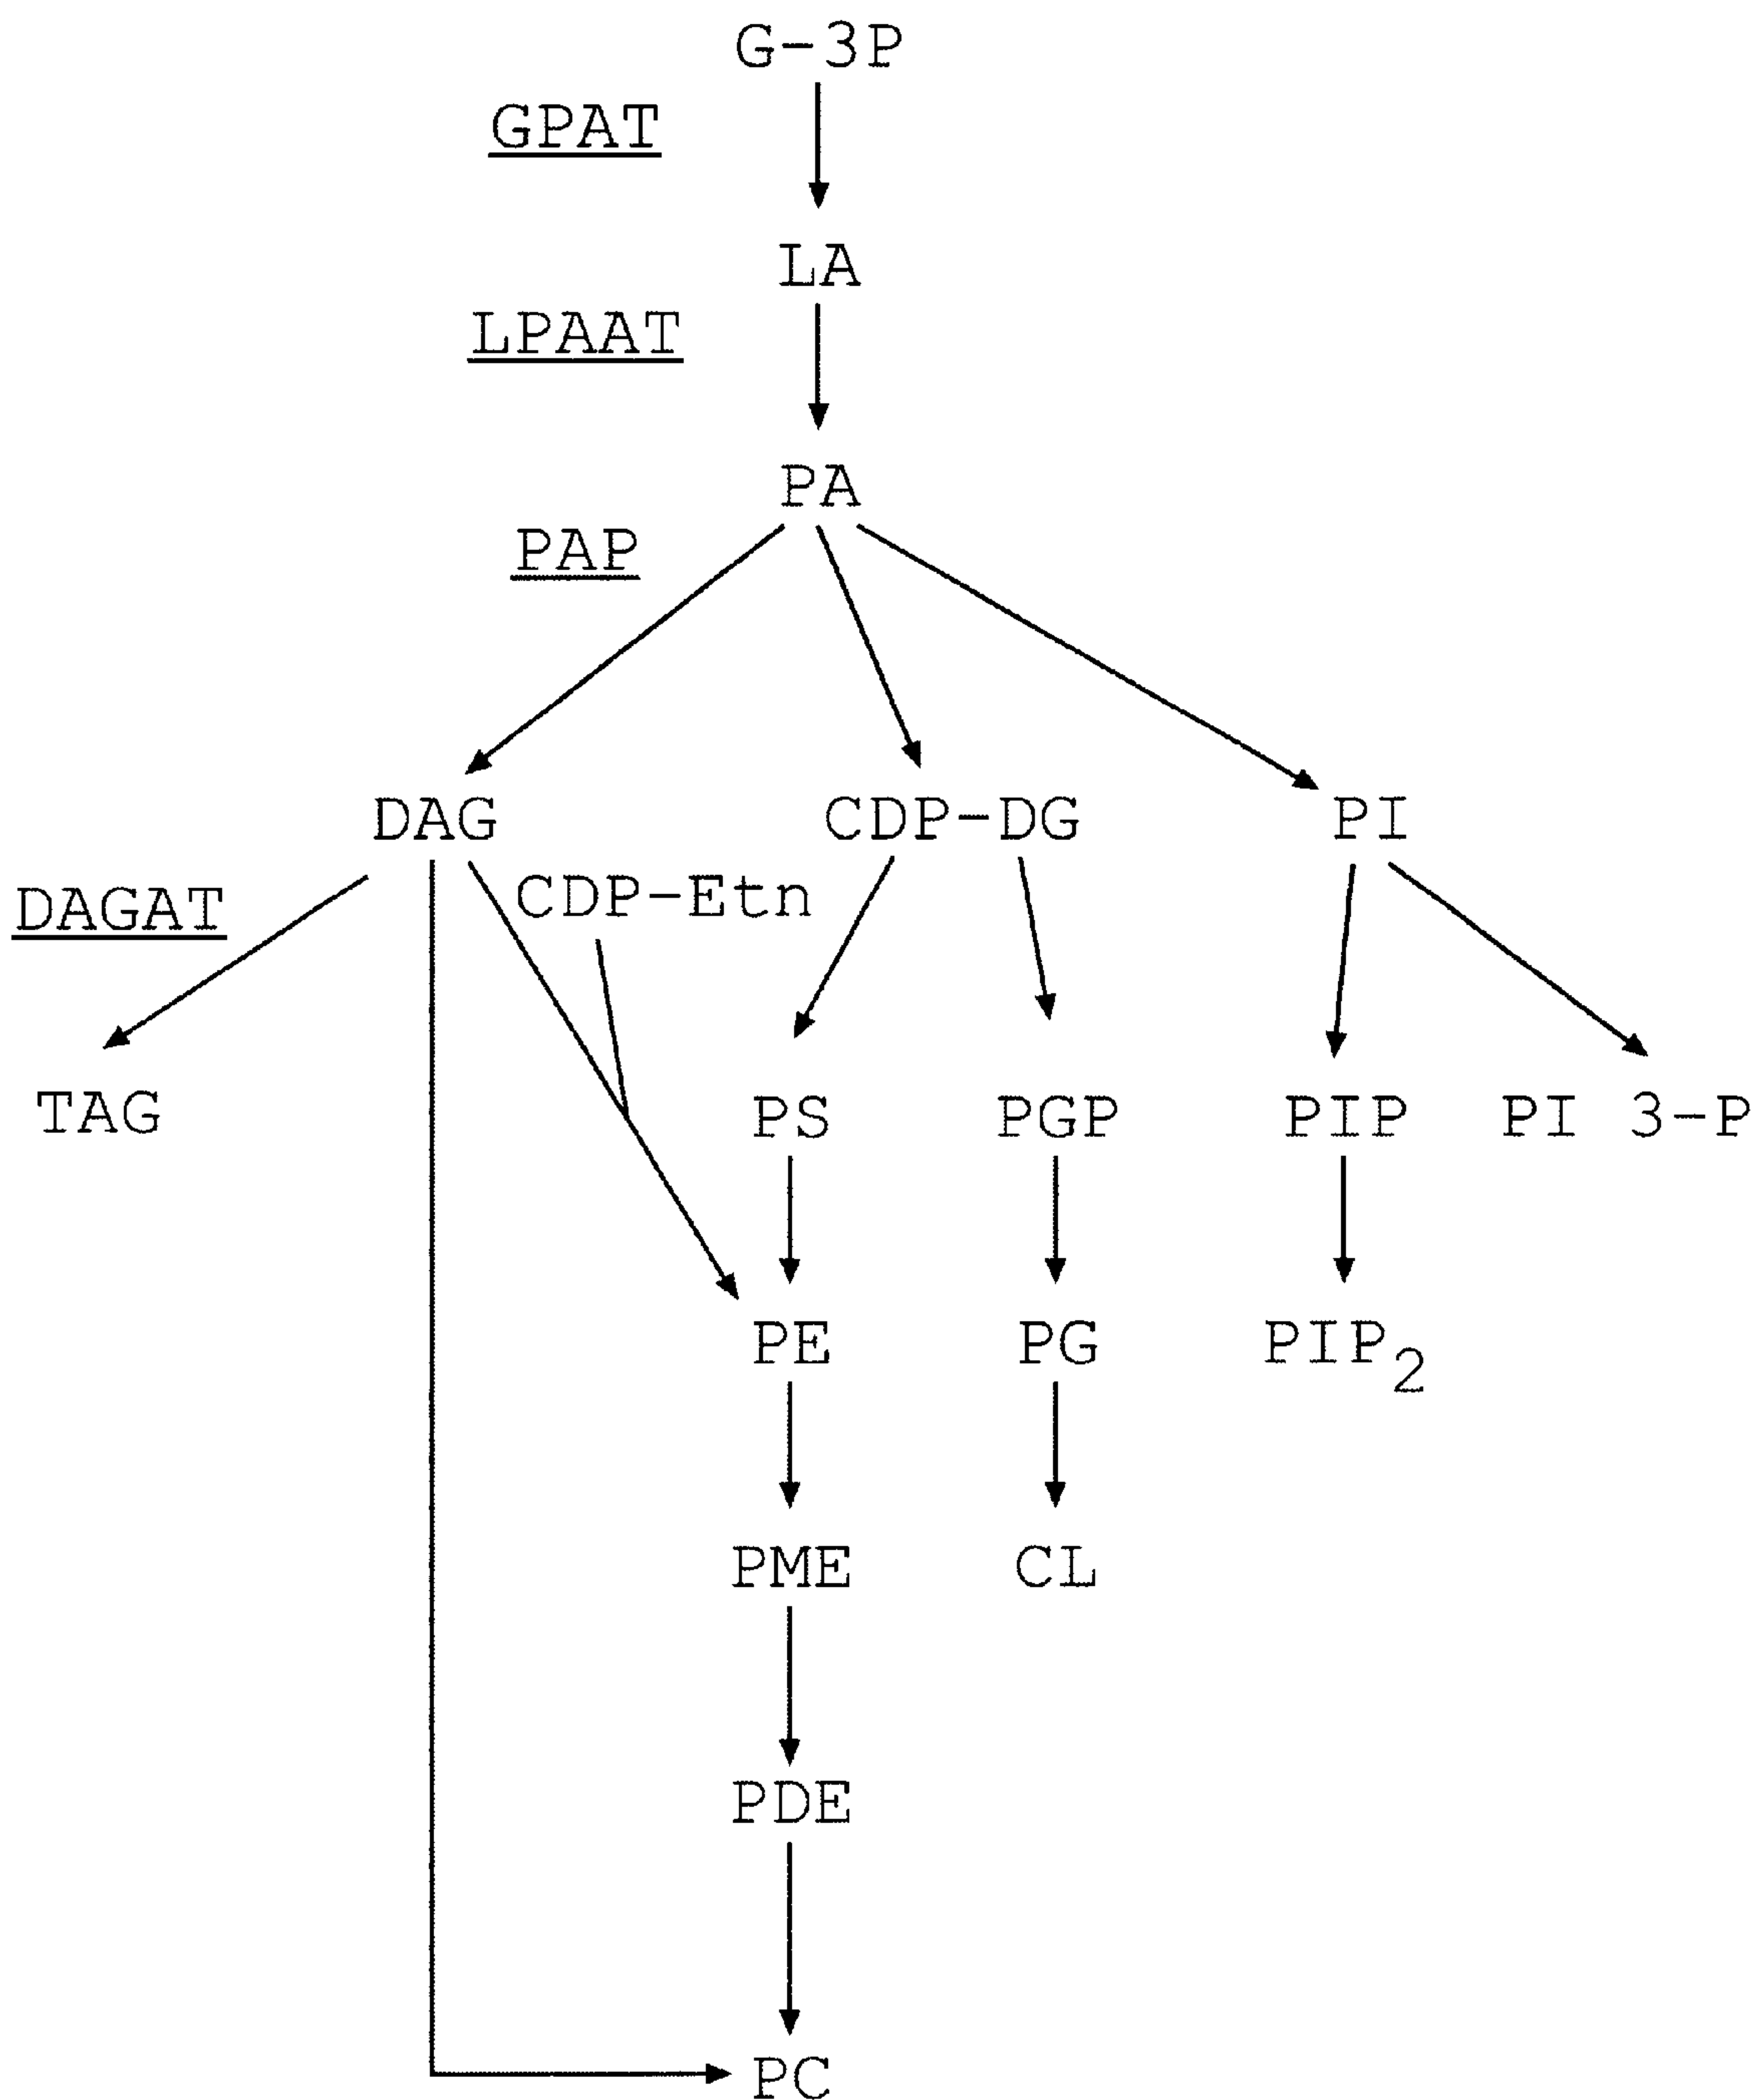 G-3P
GPAT
LA
LPAAT
PA
PAP
DAG CDP-DG PI
DAGAT CDP-Etn
TAG PS PGP PIP PI 3-P
PE PG PIP2
PME CL
PDE
PC